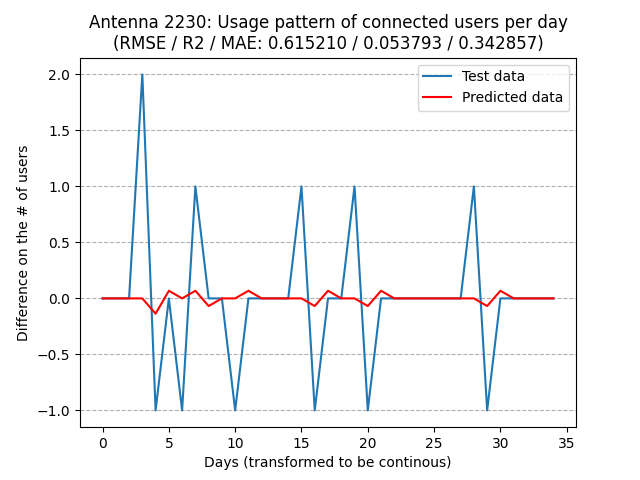 Antenna 2230: Usage pattern of connected users per day
(RMSE / R2 / MAE: 0.615210 / 0.053793 / 0.342857)
Test data
Predicted data
Difference on the # of users
2.0
1.5
1.0
0.5
0.0
−0.5
−1.0
0 5 10 15 20 25 30 35
Days (transformed to be continous)